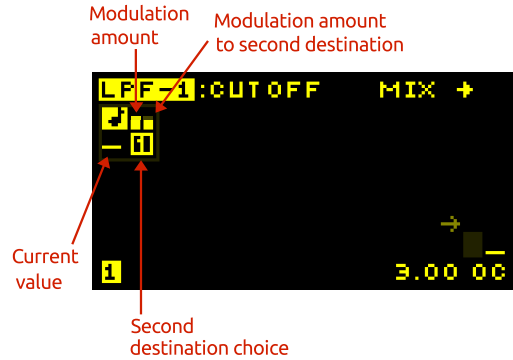 Modulation
amount
Modulation amount
to second destination
LPF-1:CUTOFF MIX →
Current
value
1 3.00 OC
Second
destination choice